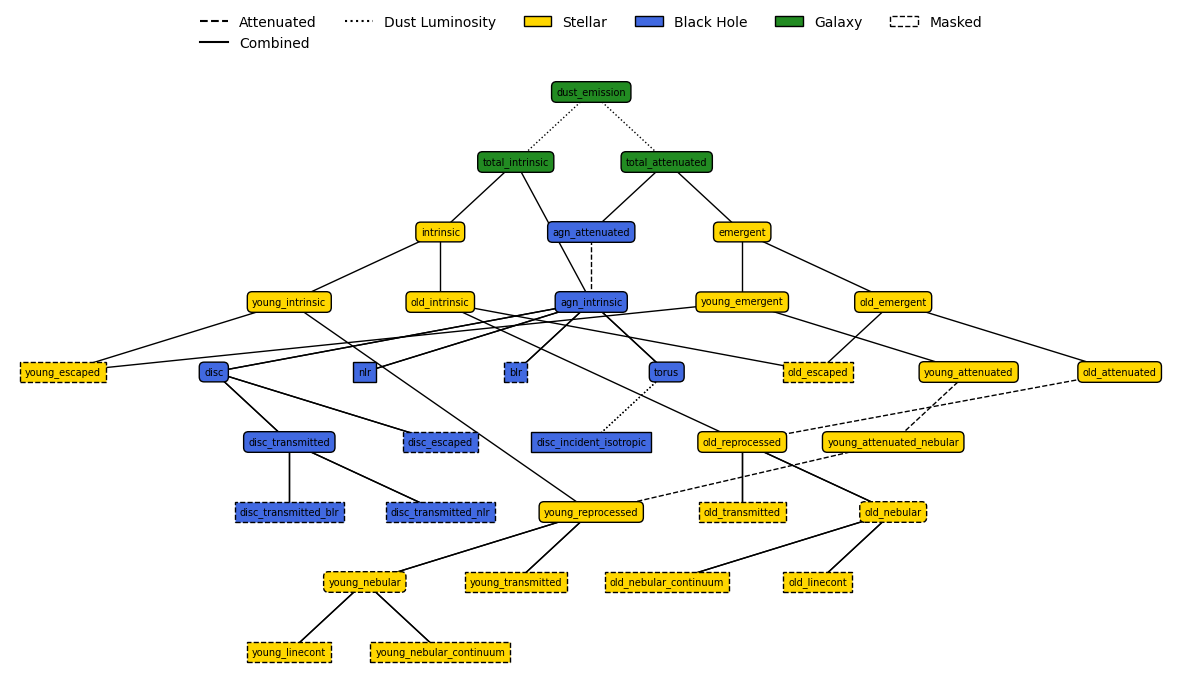 Attenuated
Dust Luminosity
Stellar
Black Hole
Galaxy
Masked
Combined
dust_emission
total_intrinsic
total_attenuated
intrinsic
agn_attenuated
emergent
young_intrinsic
old_intrinsic
agn_intrinsic
young_emergent
old_emergent
young_escaped
disc
nlr
blr
torus
old_escaped
young_attenuated
old_attenuated
disc_transmitted
disc_escaped
disc_incident_isotropic
old_reprocessed
young_attenuated_nebular
disc_transmitted_blr
disc_transmitted_nlr
young_reprocessed
old_transmitted
old_nebular
young_nebular
young_transmitted
old_nebular_continuum
old_linecont
young_linecont
young_nebular_continuum